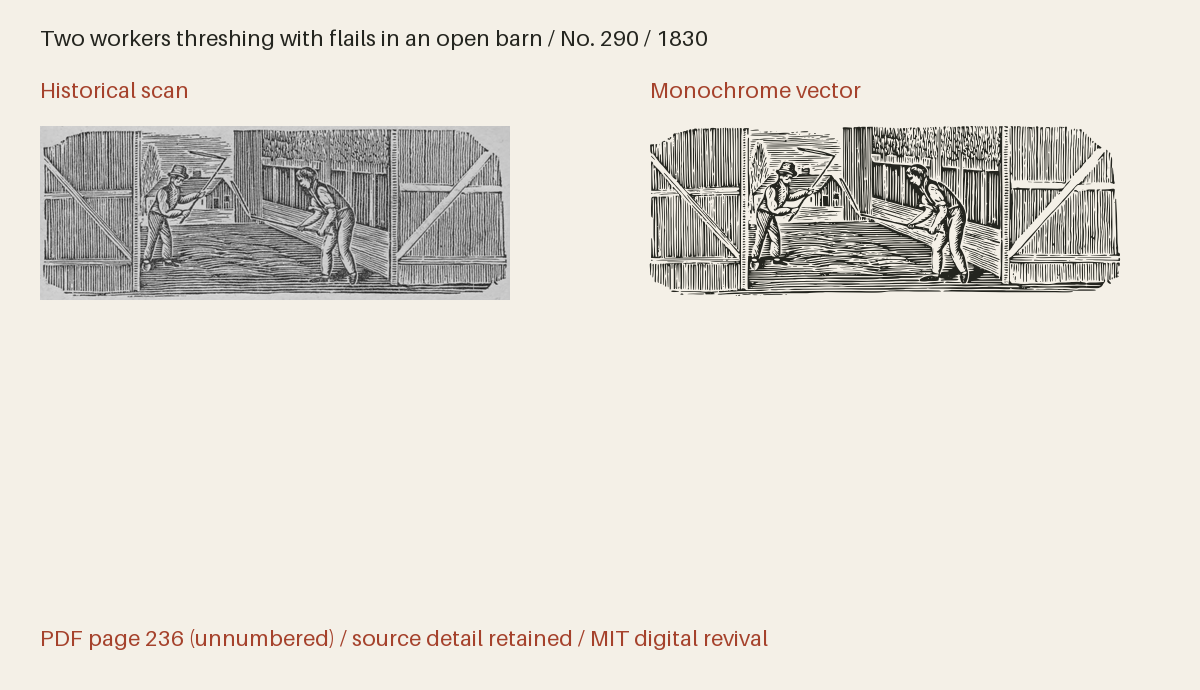 Two workers threshing with flails in an open barn / No. 290 / 1830
Historical scan
Monochrome vector
PDF page 236 (unnumbered) / source detail retained / MIT digital revival